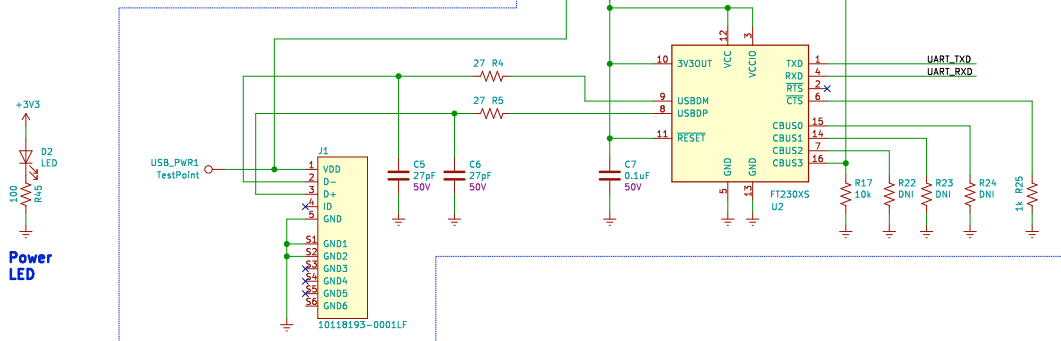 +3V3
D2
LED
100
R45
Power
LED
USB_PWR1
TestPoint
J1
1 VDD
2 D-
3 D+
4 ID
5 GND
S1 GND1
S2 GND2
S3 GND3
S4 GND4
S5 GND5
S6 GND6
10118193-0001LF
27 R4
27 R5
C5
27pF
50V
C6
27pF
50V
C7
0.1uF
50V
12 VCC
3 VCCIO
10 3V3OUT
9 USBDM
8 USBDP
11 RESET
5 GND
13 GND
TXD 1
RXD 4
RTS 2
CTS 6
CBUS0 15
CBUS1 14
CBUS2 7
CBUS3 16
FT230XS
U2
UART_TXD
UART_RXD
R17
10k
R22
DNI
R23
DNI
R24
DNI
1k R25